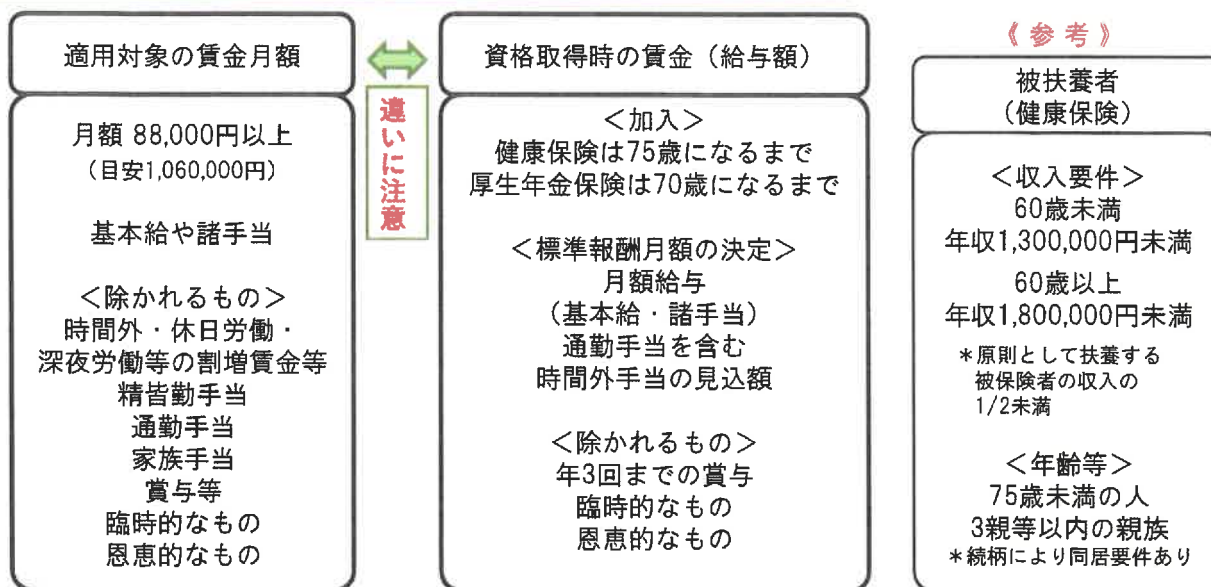 適用対象の賃金月額
月額 88,000円以上
(目安1,060,000円)
基本給や諸手当
<除かれるもの>
時間外・休日労働・
深夜労働等の割増賃金等
精皆勤手当
通勤手当
家族手当
賞与等
臨時的なもの
恩恵的なもの
違いに注意
資格取得時の賃金(給与額)
<加入>
健康保険は75歳になるまで
厚生年金保険は70歳になるまで
<標準報酬月額の決定>
月額給与
(基本給・諸手当)
通勤手当を含む
時間外手当の見込額
<除かれるもの>
年3回までの賞与
臨時的なもの
恩恵的なもの
《参考》
被扶養者
(健康保険)
<収入要件>
60歳未満
年収1,300,000円未満
60歳以上
年収1,800,000円未満
*原則として扶養する
被保険者の収入の
1/2未満
<年齢等>
75歳未満の人
3親等以内の親族
*続柄により同居要件あり